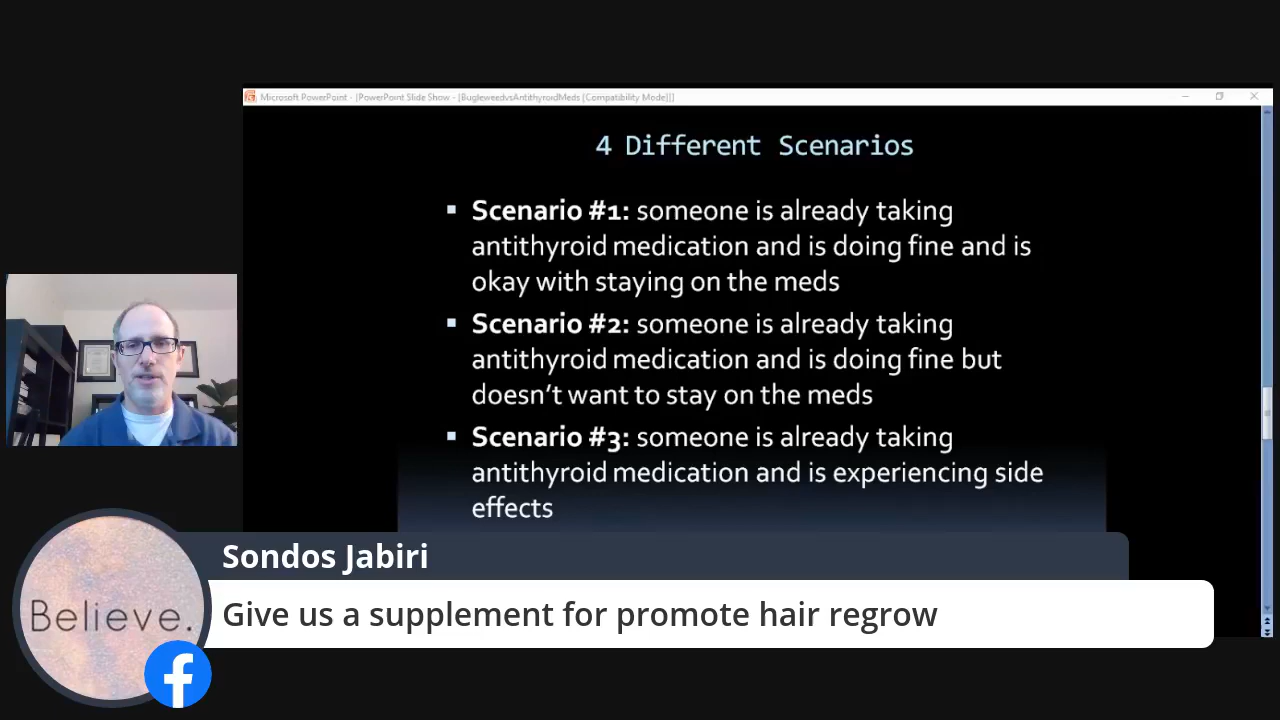 Microsoft PowerPoint - [PowerPoint Slide Show - [BugleweedvsAntithyroidMeds [Compatibility Mode]]]
4 Different Scenarios
▪ Scenario #1: someone is already taking
antithyroid medication and is doing fine and is
okay with staying on the meds
▪ Scenario #2: someone is already taking
antithyroid medication and is doing fine but
doesn't want to stay on the meds
▪ Scenario #3: someone is already taking
antithyroid medication and is experiencing side
effects
Sondos Jabiri
Give us a supplement for promote hair regrow
Believe.